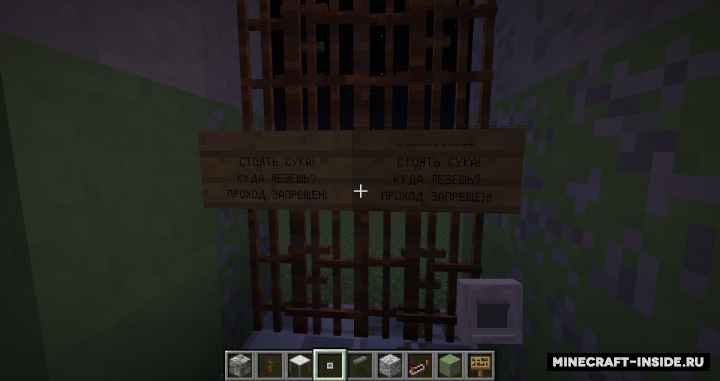 СТОЯТЬ СУКА!
КУДА ЛЕЗЕШЬ?
ПРОХОД ЗАПРЕЩЕН!
-----------
СТОЯТЬ СУКА!
КУДА ЛЕЗЕШЬ?
ПРОХОД ЗАПРЕЩЕН!
MINECRAFT-INSIDE.RU